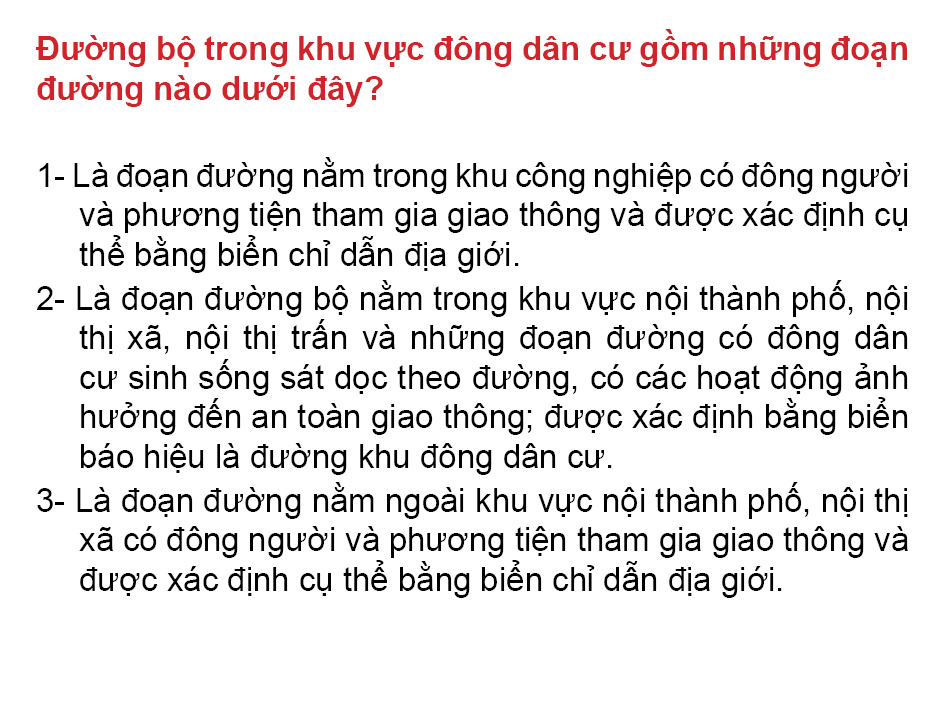 Đường bộ trong khu vực đông dân cư gồm những đoạn
đường nào dưới đây?
1- Là đoạn đường nằm trong khu công nghiệp có đông người
và phương tiện tham gia giao thông và được xác định cụ
thể bằng biển chỉ dẫn địa giới.
2- Là đoạn đường bộ nằm trong khu vực nội thành phố, nội
thị xã, nội thị trấn và những đoạn đường có đông dân
cư sinh sống sát dọc theo đường, có các hoạt động ảnh
hưởng đến an toàn giao thông; được xác định bằng biển
báo hiệu là đường khu đông dân cư.
3- Là đoạn đường nằm ngoài khu vực nội thành phố, nội thị
xã có đông người và phương tiện tham gia giao thông và
được xác định cụ thể bằng biển chỉ dẫn địa giới.